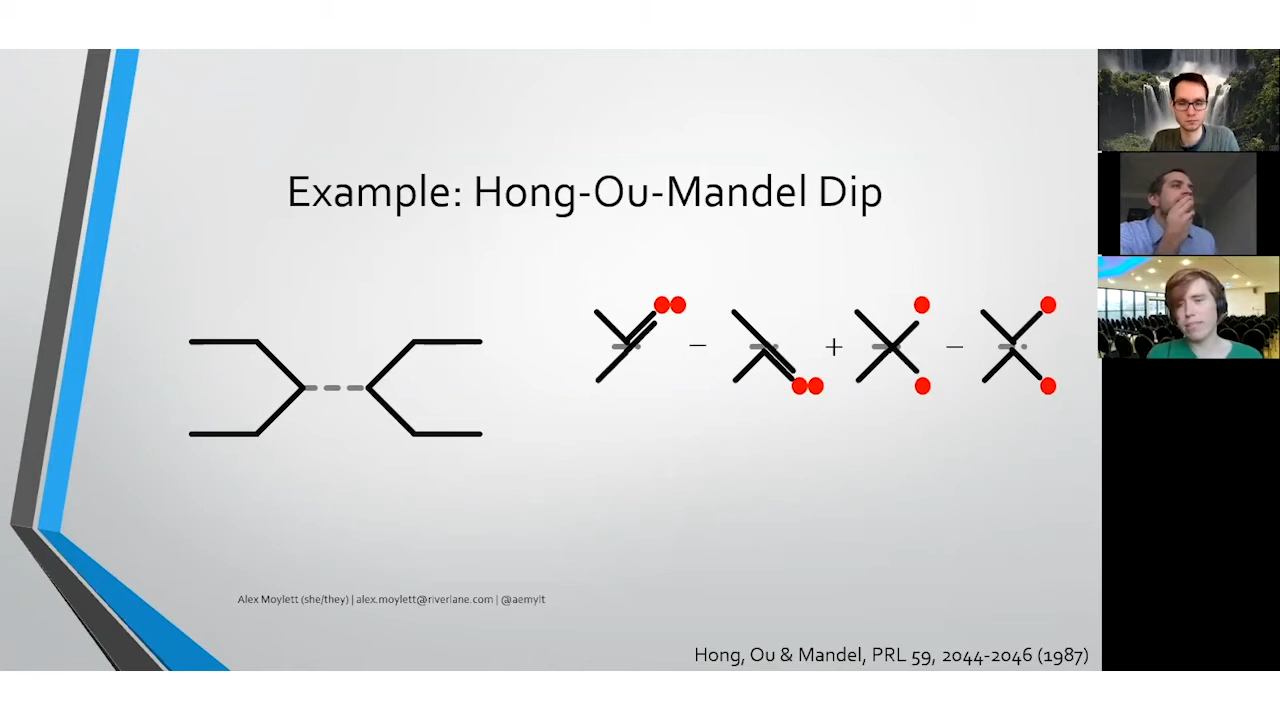 Example: Hong-Ou-Mandel Dip
− + −
Alex Moylett (she/they) | alex.moylett@riverlane.com | @aemylt
Hong, Ou & Mandel, PRL 59, 2044-2046 (1987)